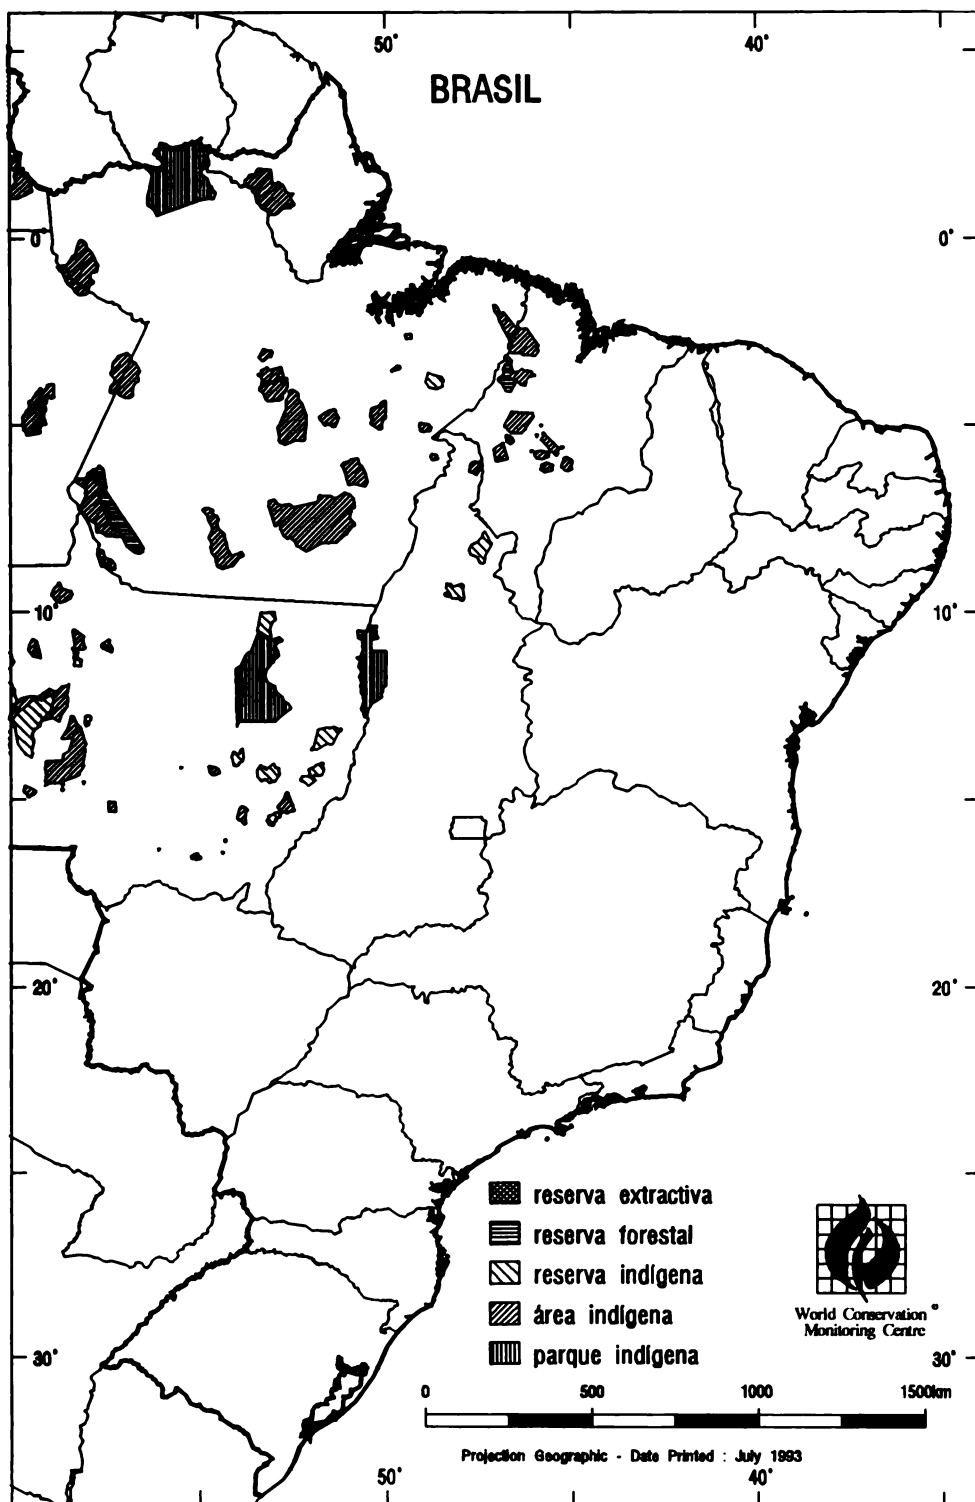 50° 40°
BRASIL
0° 0°
10° 10°
20° 20°
reserva extractiva
reserva forestal
reserva indígena
área indígena
parque indígena
World Conservation
Monitoring Centre
30° 30°
0 500 1000 1500km
Projection Geographic - Date Printed : July 1993
50° 40°